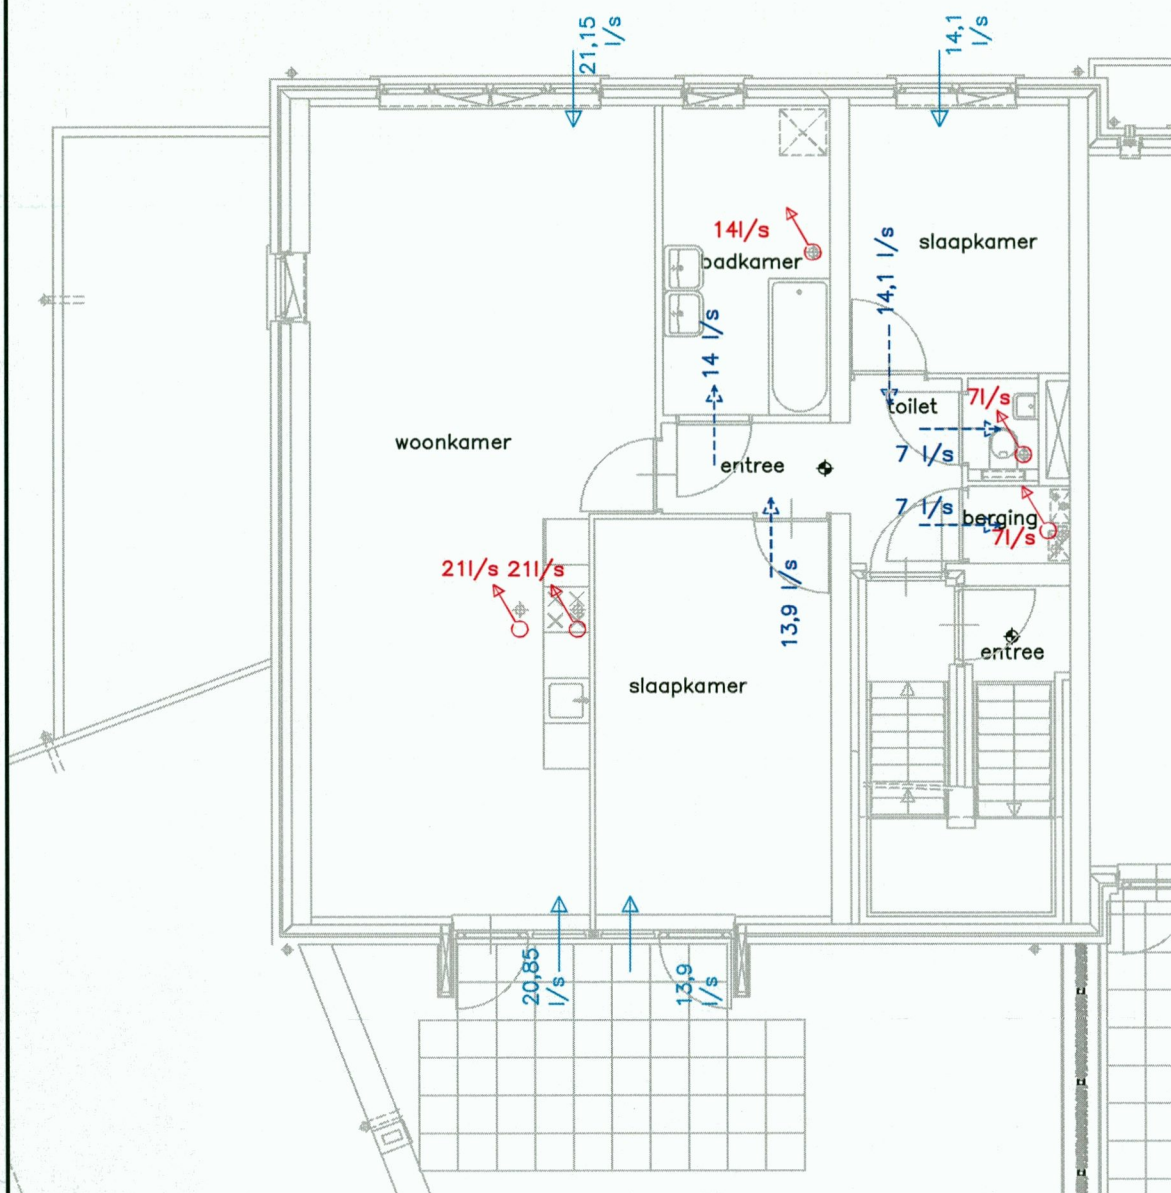 21,15
l/s
14,1
l/s
14l/s
badkamer
14,1 l/s
slaapkamer
14 l/s
toilet
7l/s
woonkamer
entree
7 l/s
7 l/s
berging
7l/s
21l/s 21l/s
13,9 l/s
entree
slaapkamer
20,85
l/s
13,9
l/s